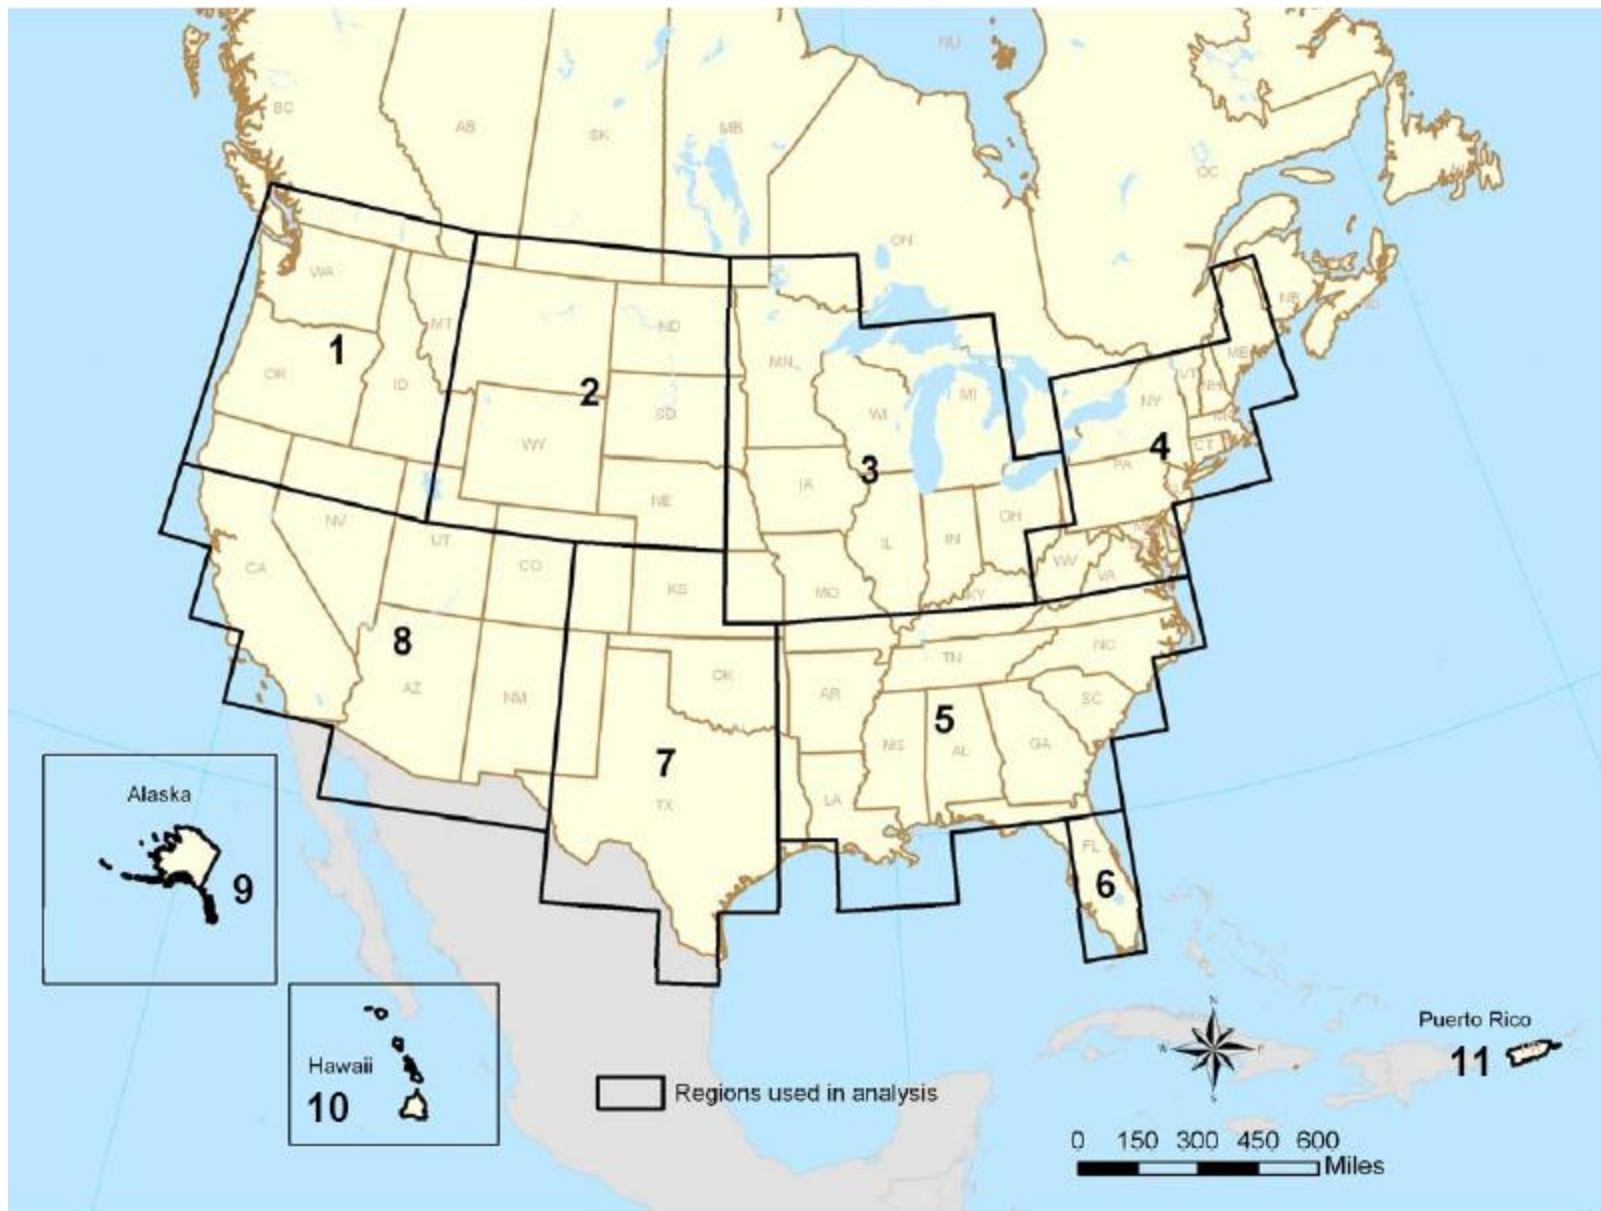 NU
BC
AB
SK
MB
QC
ON
NB
WA
MT
ND
MN
ME
VT
NH
1
OR
ID
2
SD
WI
MI
NY
WY
3
4
CT
PA
IA
NE
OH
NV
UT
IL
IN
WV
VA
CA
CO
KS
MO
KY
8
TN
NC
AZ
NM
OK
AR
SC
5
MS
AL
GA
7
TX
LA
Alaska
9
FL
6
Hawaii
10
Regions used in analysis
N
W
E
S
Puerto Rico
11
0 150 300 450 600
Miles